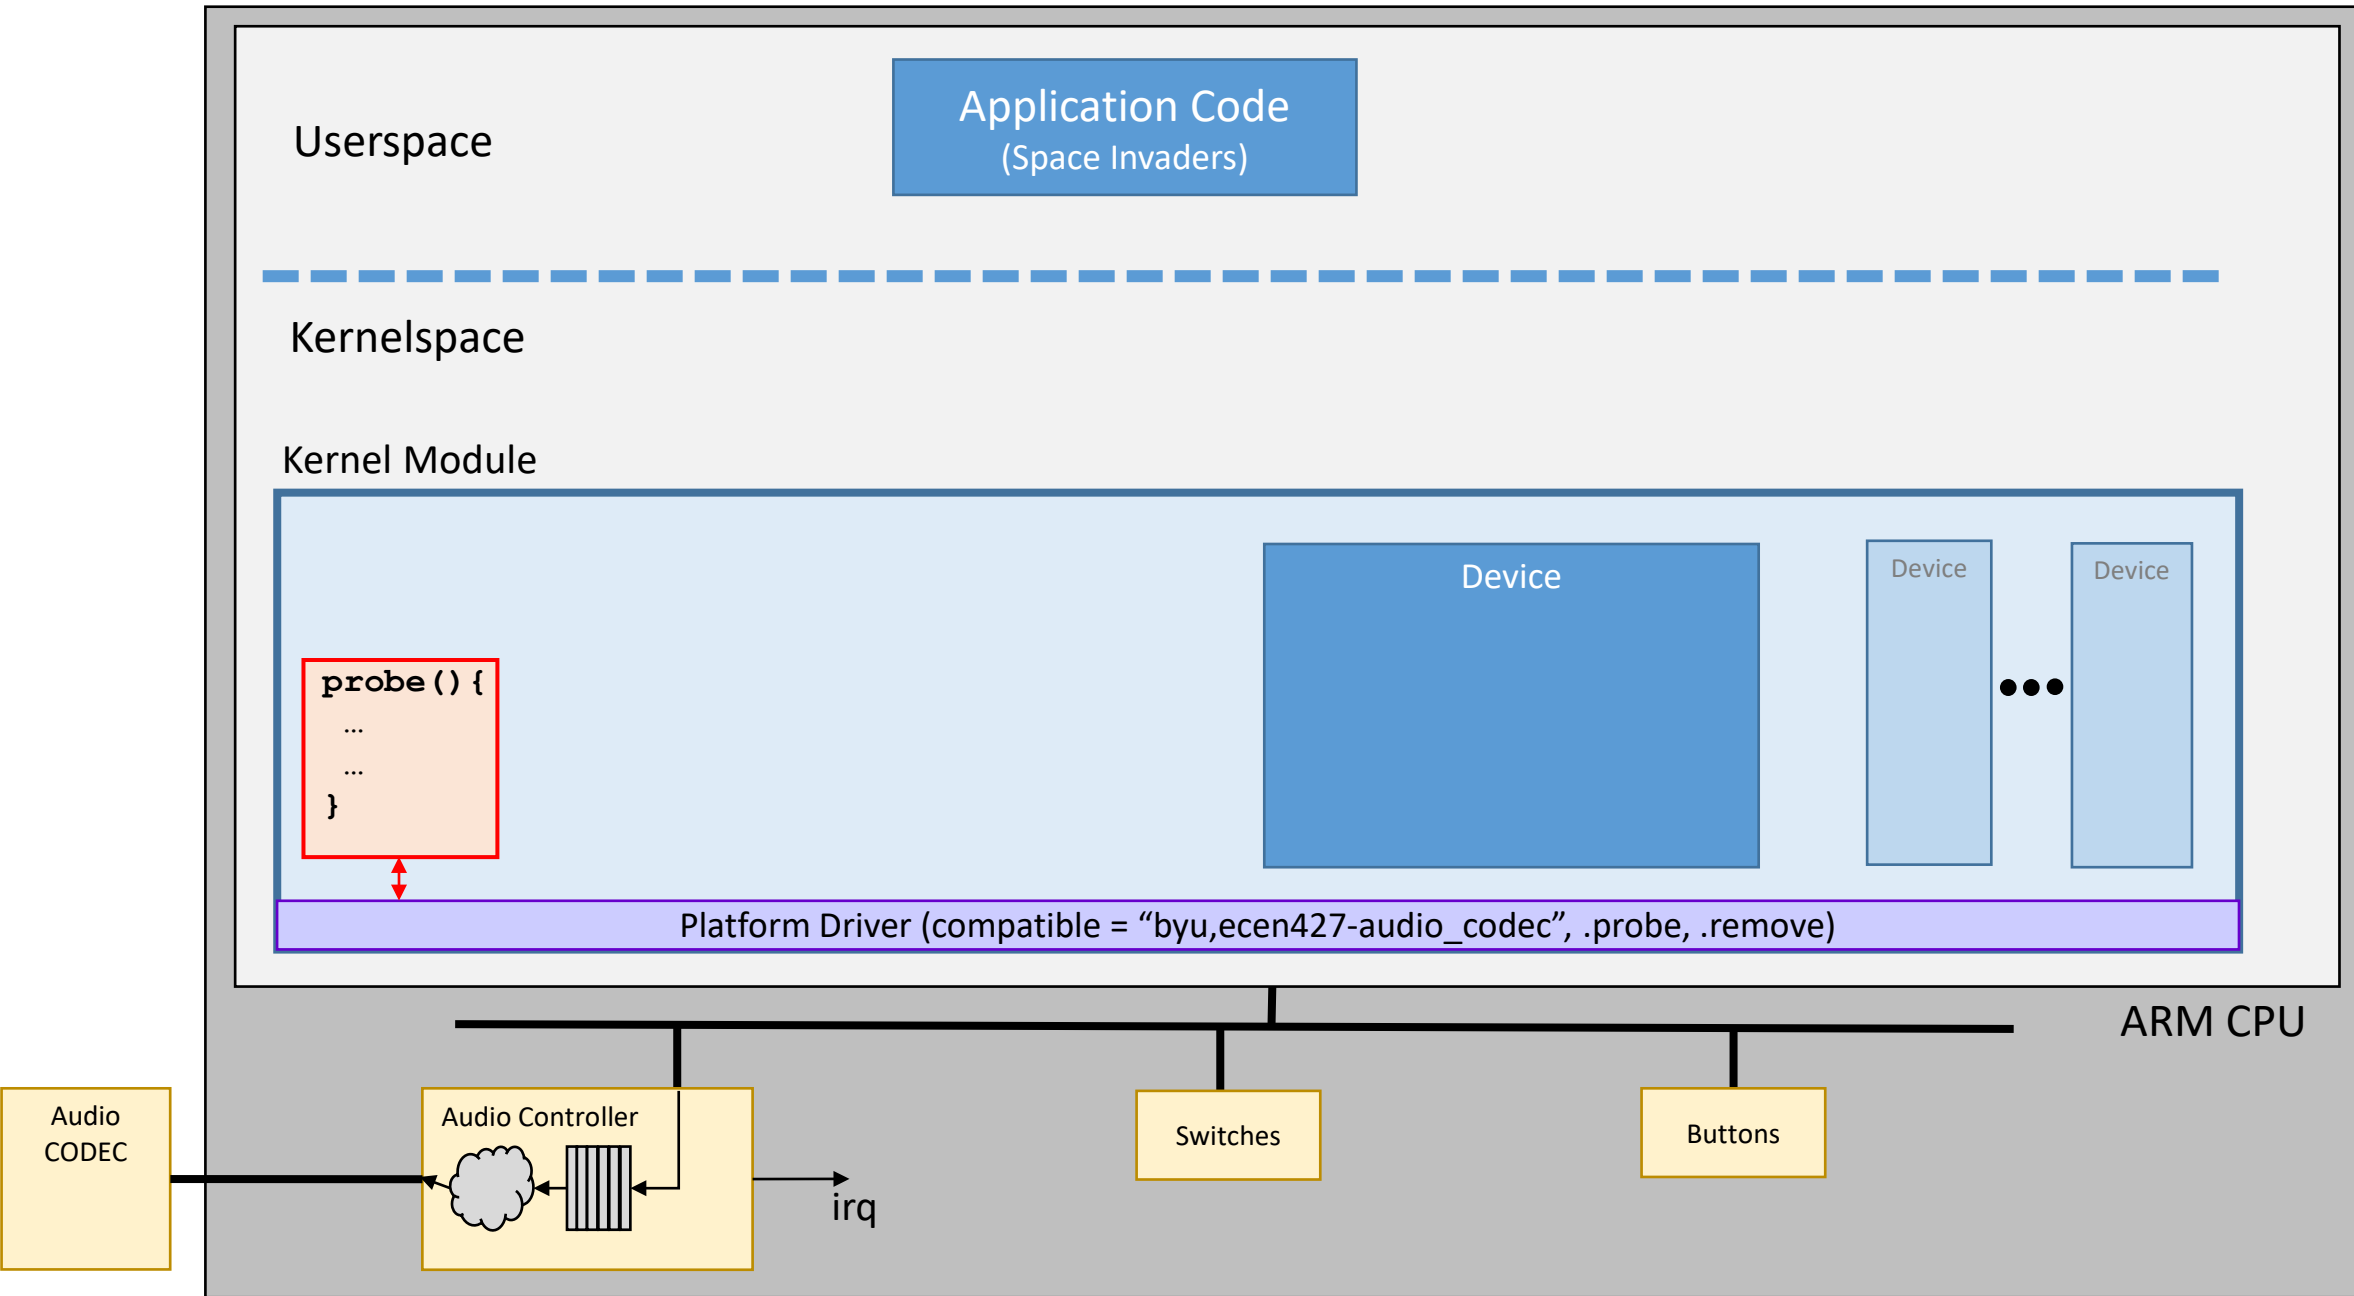 Application Code
(Space Invaders)
Userspace
Kernelspace
Kernel Module
Device
Device
Device
probe(){
...
...
}
Platform Driver (compatible = “byu,ecen427-audio_codec”, .probe, .remove)
ARM CPU
Audio
CODEC
Audio Controller
irq
Switches
Buttons